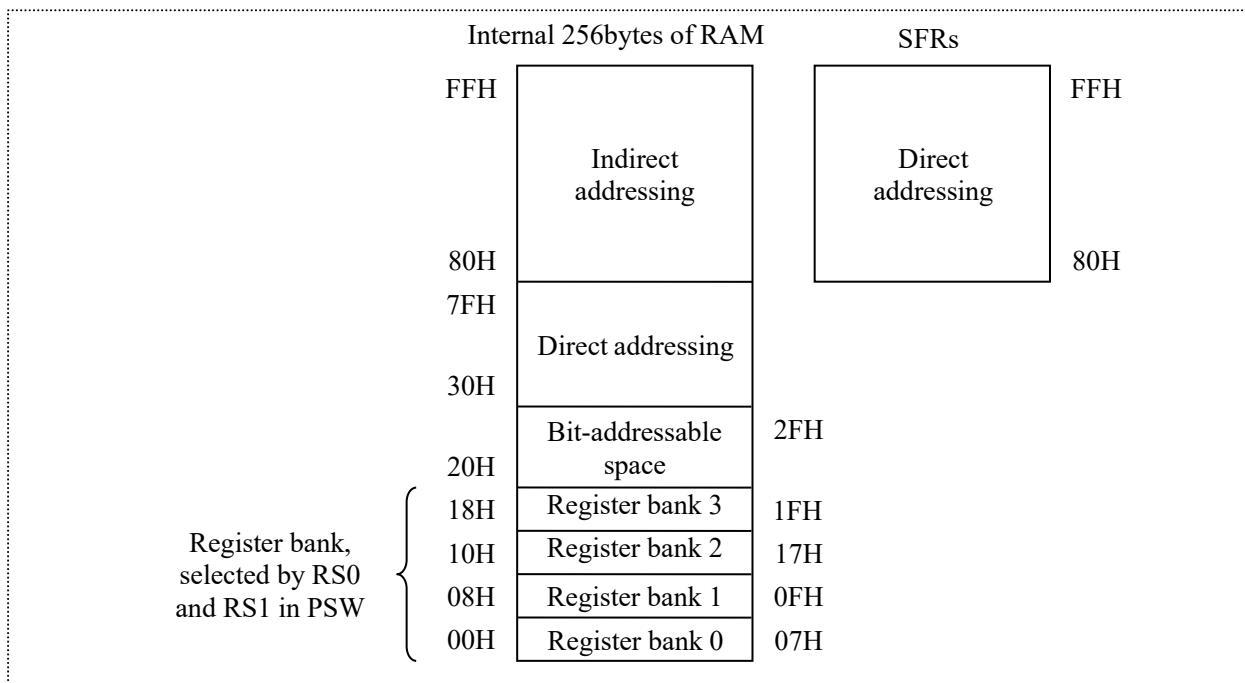 Internal 256bytes of RAM
SFRs
FFH
FFH
Indirect
addressing
Direct
addressing
80H
80H
7FH
Direct addressing
30H
Bit-addressable
space
2FH
20H
18H
Register bank 3
1FH
Register bank,
selected by RS0
and RS1 in PSW
10H
Register bank 2
17H
08H
Register bank 1
0FH
00H
Register bank 0
07H